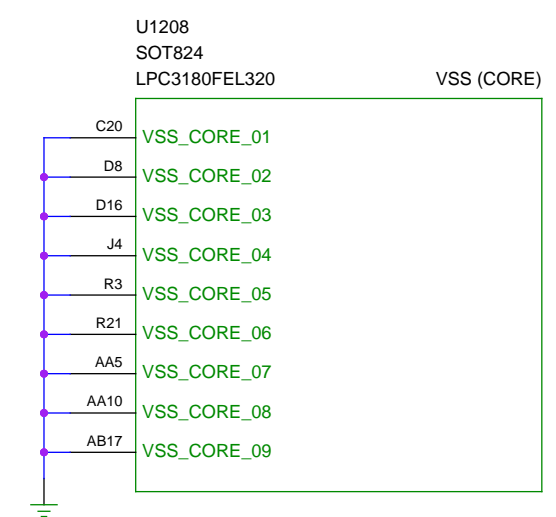 U1208
SOT824
LPC3180FEL320 VSS (CORE)
C20 VSS_CORE_01
D8 VSS_CORE_02
D16 VSS_CORE_03
J4 VSS_CORE_04
R3 VSS_CORE_05
R21 VSS_CORE_06
AA5 VSS_CORE_07
AA10 VSS_CORE_08
AB17 VSS_CORE_09